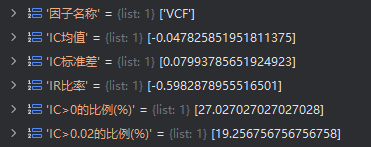 '因子名称' = {list: 1} ['VCF']
'IC均值' = {list: 1} [-0.047825851951811375]
'IC标准差' = {list: 1} [0.07993785651924923]
'IR比率' = {list: 1} [-0.5982878955516501]
'IC>0的比例(%)' = {list: 1} [27.027027027027028]
'IC>0.02的比例(%)' = {list: 1} [19.256756756756758]